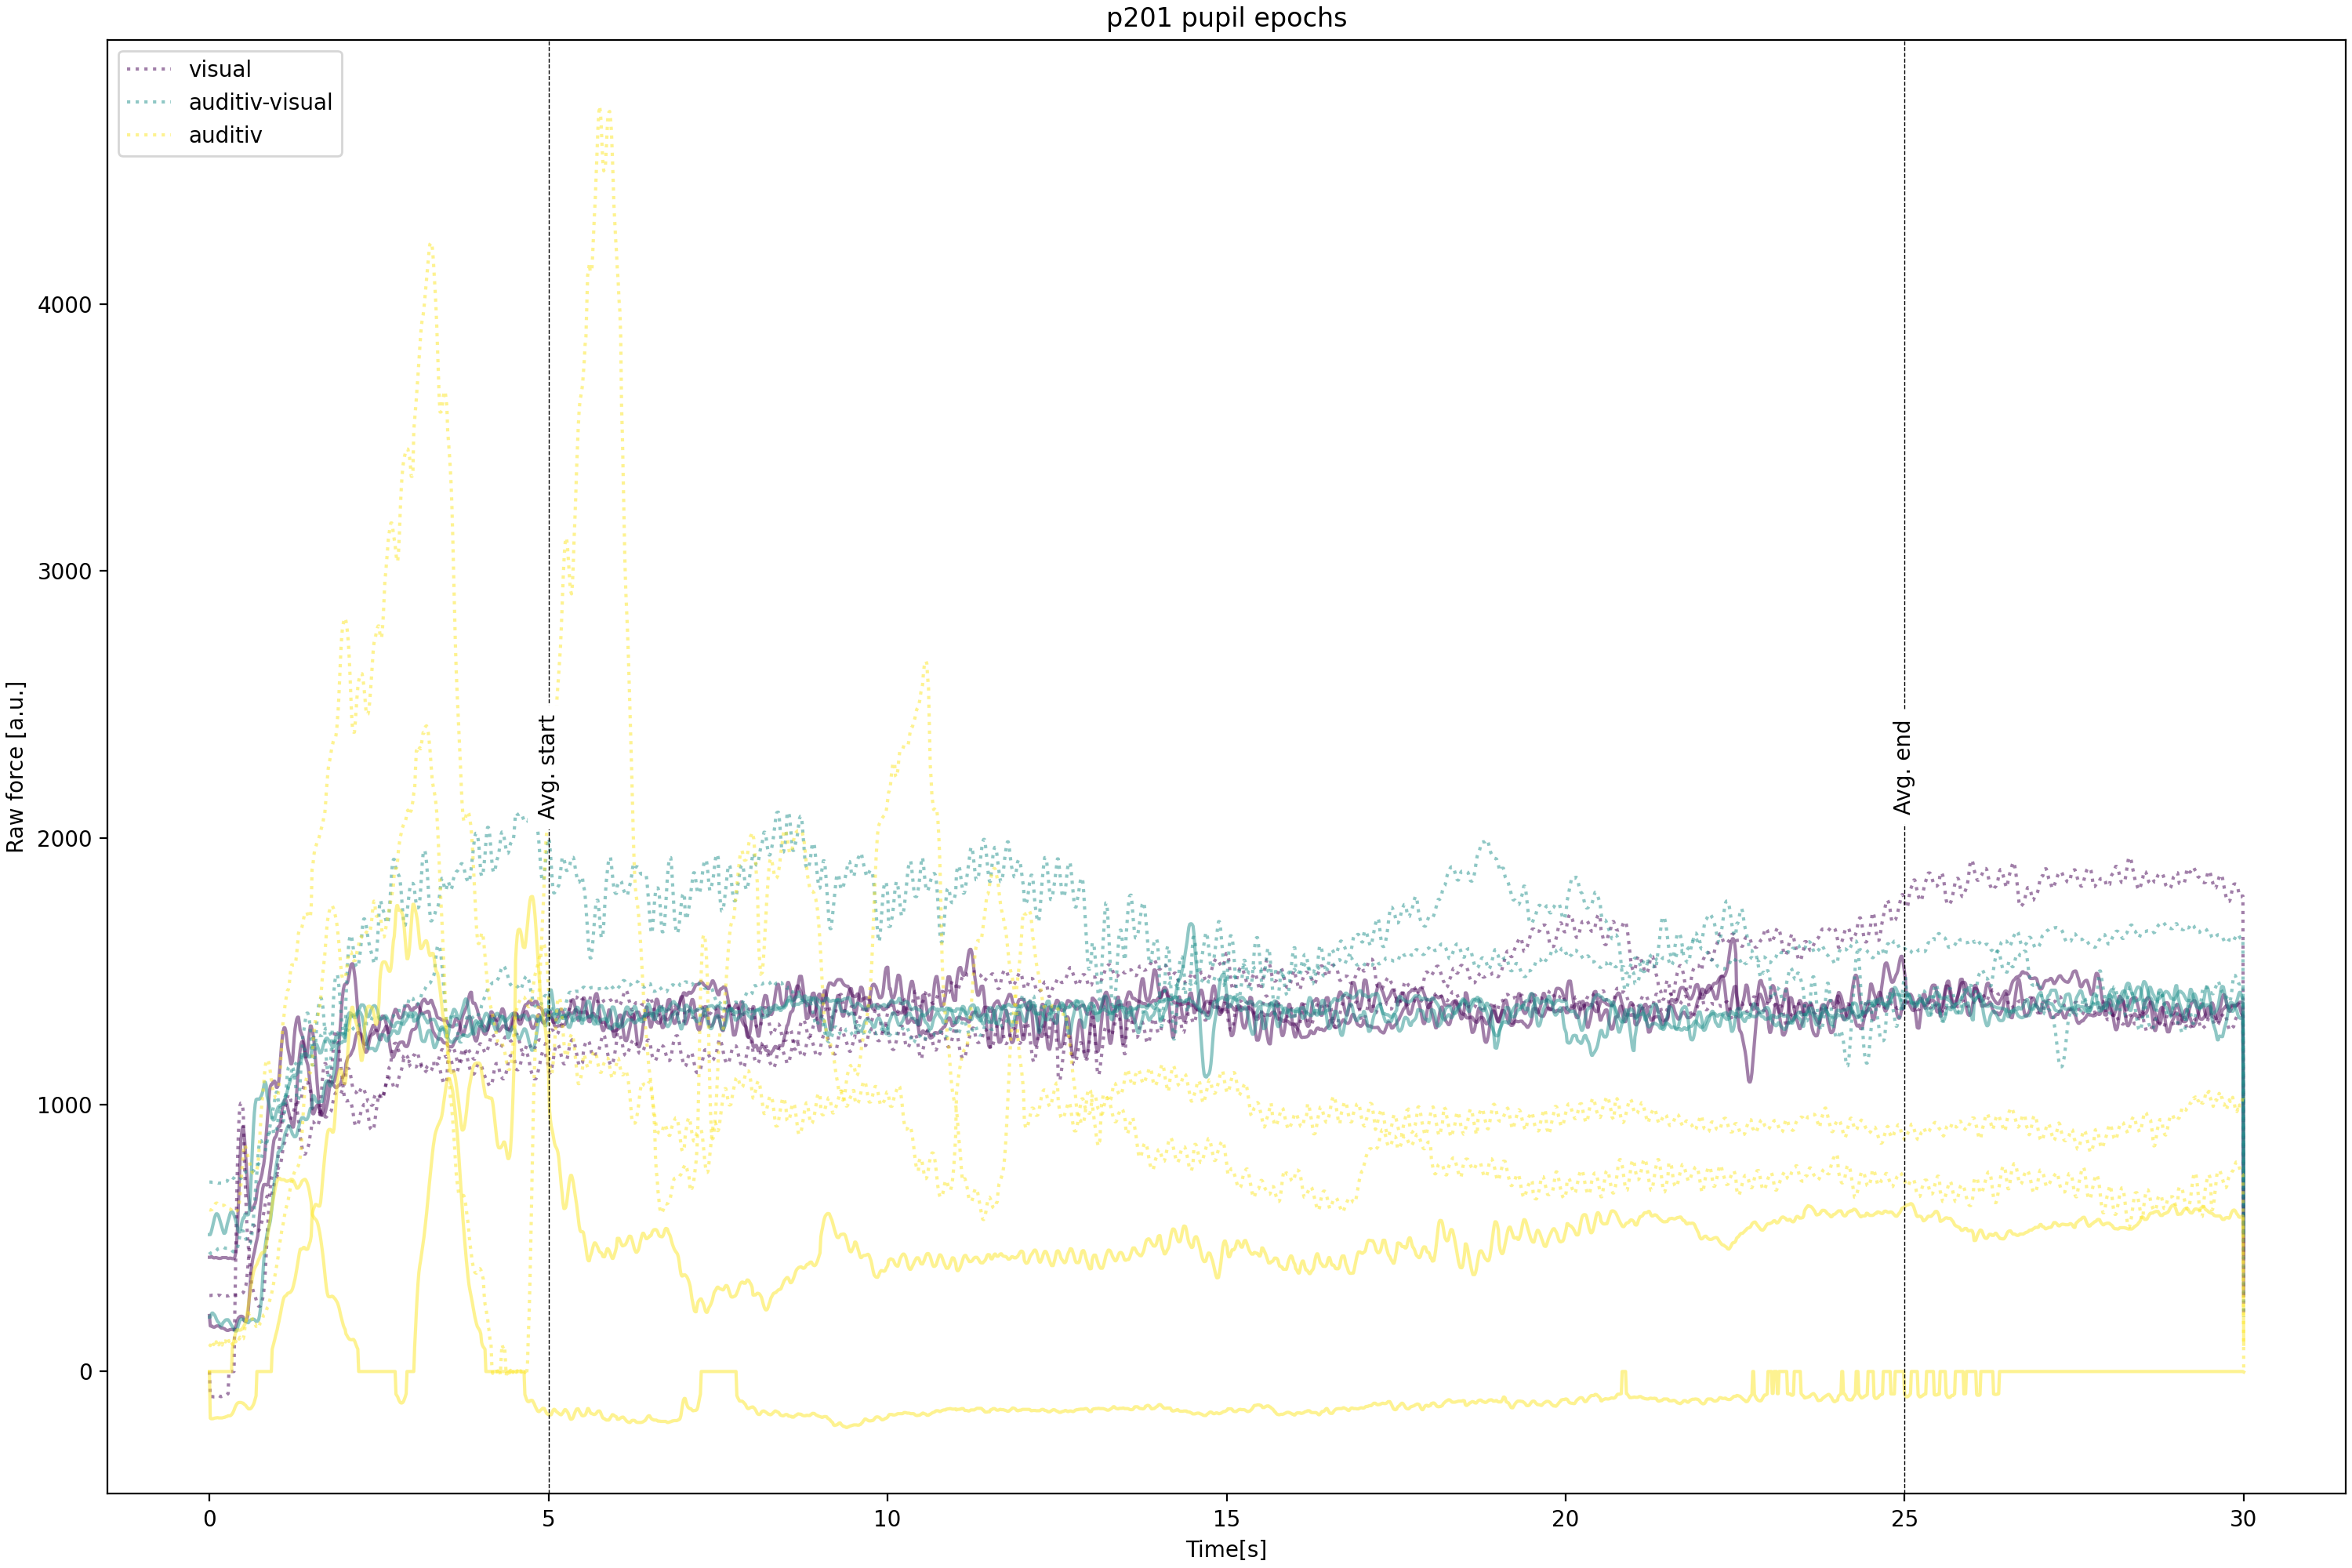 p201 pupil epochs
visual
auditiv-visual
auditiv
Raw force [a.u.]
4000
3000
2000
1000
0
Avg. start
Avg. end
0 5 10 15 20 25 30
Time[s]